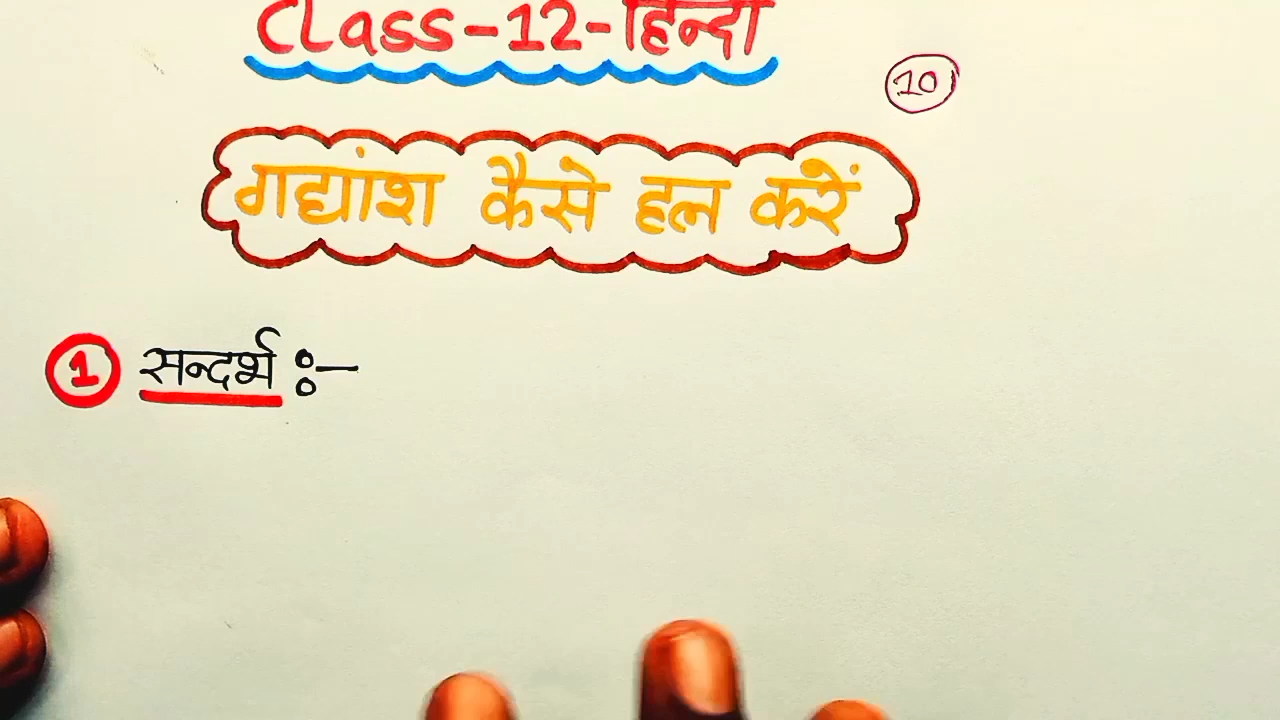 Class-12-हिन्दी
10
गद्यांश कैसे हल करें
1 सन्दर्भ :-